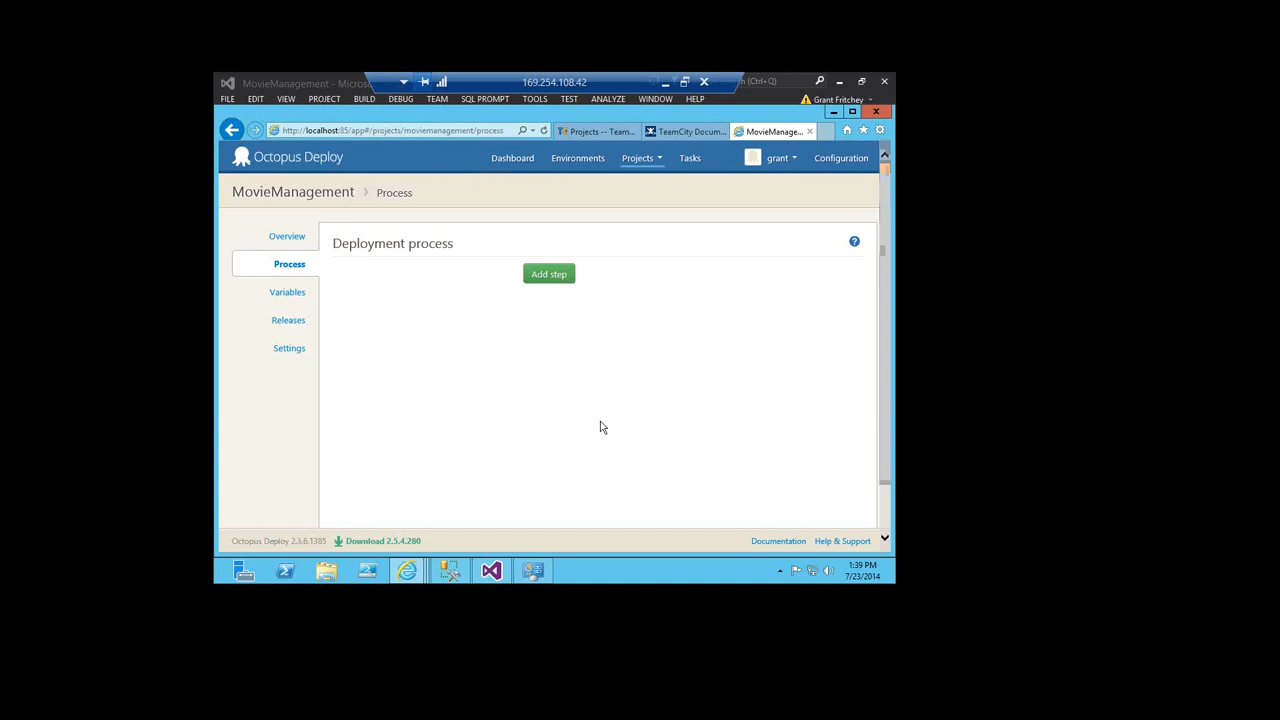 MovieManagement - Micros
169.254.108.42
(Ctrl+Q)
FILE EDIT VIEW PROJECT BUILD DEBUG TEAM SQL PROMPT TOOLS TEST ANALYZE WINDOW HELP
Grant Fritchey
http://localhost:85/app#/projects/moviemanagement/process
Projects -- Team...
TeamCity Docum...
MovieManage...
Octopus Deploy
Dashboard Environments Projects Tasks grant Configuration
MovieManagement Process
Overview
Process
Variables
Releases
Settings
Deployment process
?
Add step
Octopus Deploy 2.3.6.1385 Download 2.5.4.280
Documentation Help & Support
1:39 PM
7/23/2014